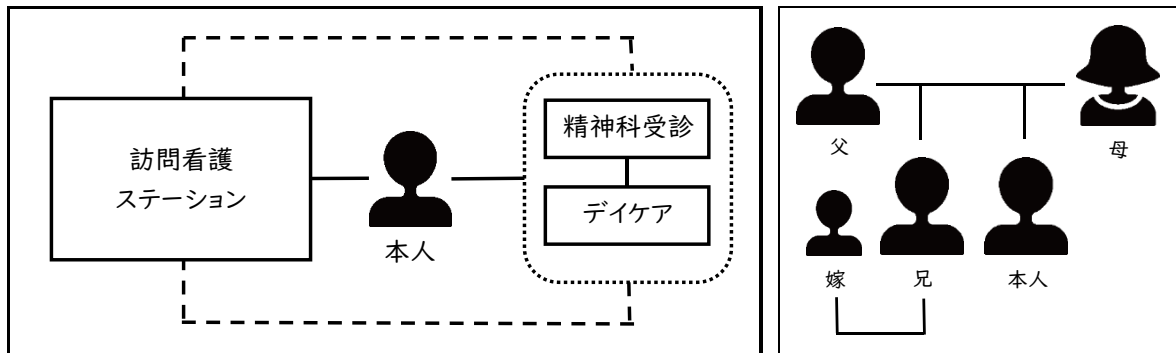 訪問看護
ステーション
本人
精神科受診
デイケア
父
母
嫁
兄
本人